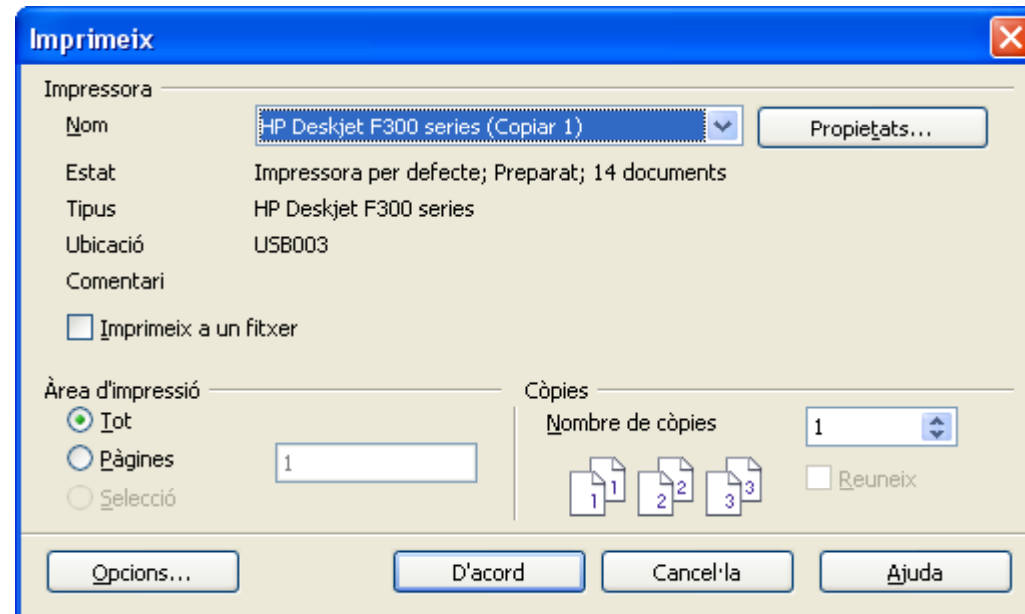 Imprimeix
Impressora
Nom HP Deskjet F300 series (Copiar 1) Propietats...
Estat Impressora per defecte; Preparat; 14 documents
Tipus HP Deskjet F300 series
Ubicació USB003
Comentari
Imprimeix a un fitxer
Àrea d'impressió Còpies
Tot Nombre de còpies 1
Pàgines 1
1 1 2 2 3 3 Reuneix
Selecció
Opcions... D'acord Cancel·la Ajuda